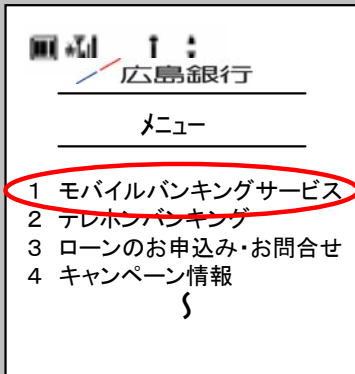 広島銀行
メニュー
1 モバイルバンキングサービス
2 テレホンバンキング
3 ローンのお申込み・お問合せ
4 キャンペーン情報